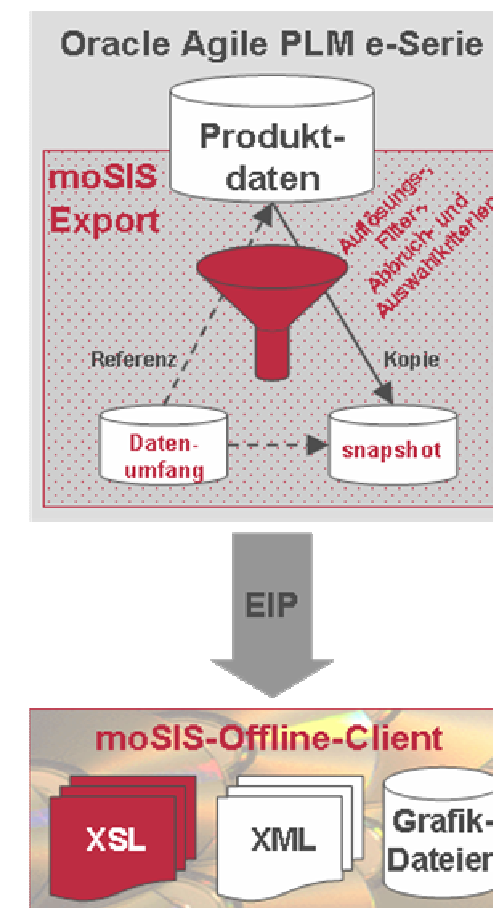 Oracle Agile PLM e-Serie
Produkt-
daten
moSIS
Export
Auflösungs-,
Filter,
Abbruch- und
Auswahlkriterien
Referenz
Kopie
Daten-
umfang
snapshot
EIP
moSIS-Offline-Client
XSL
XML
Grafik-
Dateien